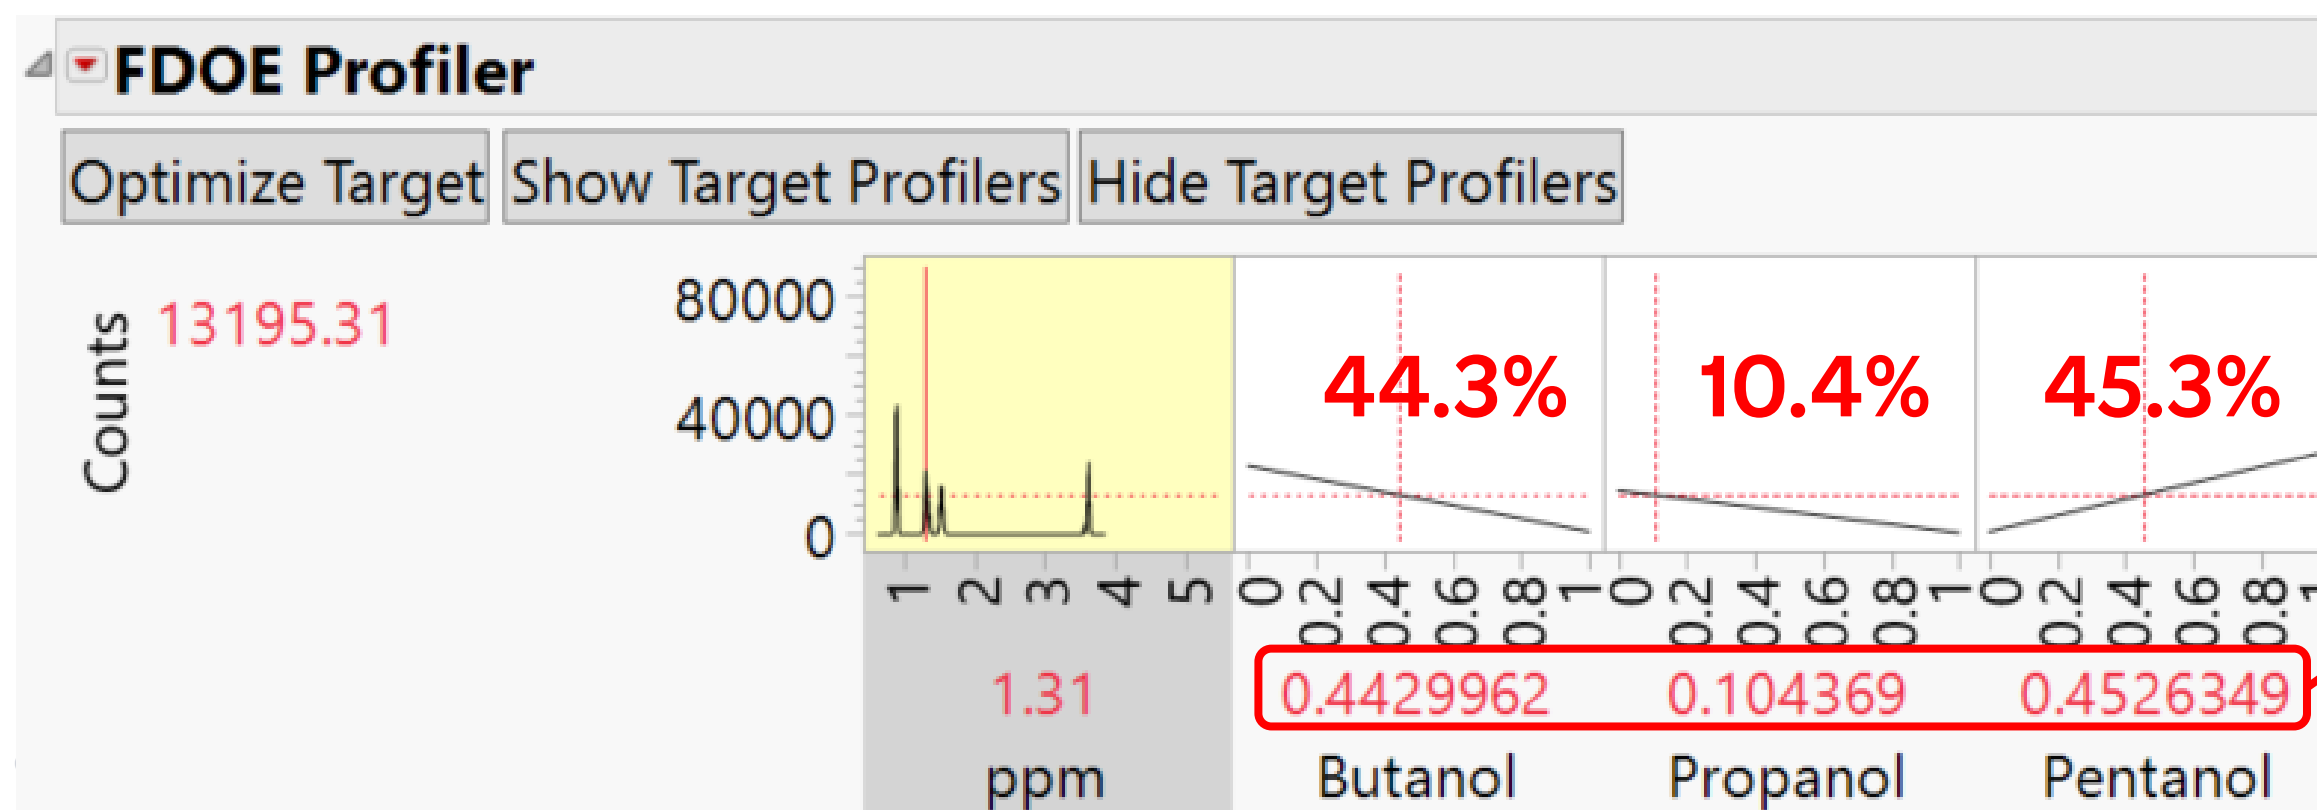 FDOE Profiler
Optimize Target Show Target Profilers Hide Target Profilers
Counts
13195.31
80000
40000
0
44.3% 10.4% 45.3%
1 2 3 4 5 0 0.2 0.4 0.6 0.8 1 0 0.2 0.4 0.6 0.8 1 0 0.2 0.4 0.6 0.8 1
1.31 0.4429962 0.104369 0.4526349
ppm Butanol Propanol Pentanol